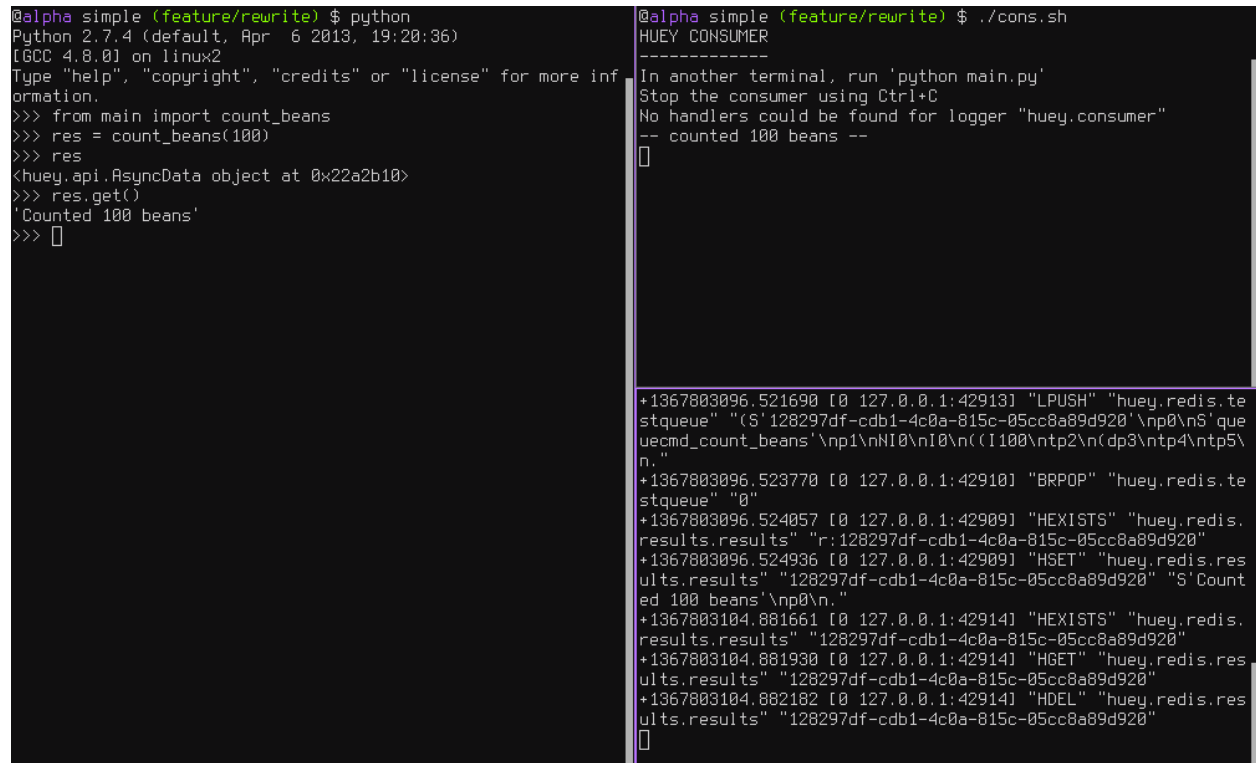 @alpha simple (feature/rewrite) $ python
Python 2.7.4 (default, Apr  6 2013, 19:20:36)
[GCC 4.8.0] on linux2
Type "help", "copyright", "credits" or "license" for more inf
ormation.
>>> from main import count_beans
>>> res = count_beans(100)
>>> res
<huey.api.AsyncData object at 0x22a2b10>
>>> res.get()
'Counted 100 beans'
>>>
@alpha simple (feature/rewrite) $ ./cons.sh
HUEY CONSUMER
-------------
In another terminal, run 'python main.py'
Stop the consumer using Ctrl+C
No handlers could be found for logger "huey.consumer"
-- counted 100 beans --
+1367803096.521690 [0 127.0.0.1:42913] "LPUSH" "huey.redis.te
stqueue" "(S'128297df-cdb1-4c0a-815c-05cc8a89d920'\np0\nS'que
uecmd_count_beans'\np1\nNI0\nI0\n((I100\ntp2\n(dp3\ntp4\ntp5\
n."
+1367803096.523770 [0 127.0.0.1:42910] "BRPOP" "huey.redis.te
stqueue" "0"
+1367803096.524057 [0 127.0.0.1:42909] "HEXISTS" "huey.redis.
results.results" "r:128297df-cdb1-4c0a-815c-05cc8a89d920"
+1367803096.524936 [0 127.0.0.1:42909] "HSET" "huey.redis.res
ults.results" "128297df-cdb1-4c0a-815c-05cc8a89d920" "S'Count
ed 100 beans'\np0\n."
+1367803104.881661 [0 127.0.0.1:42914] "HEXISTS" "huey.redis.
results.results" "128297df-cdb1-4c0a-815c-05cc8a89d920"
+1367803104.881930 [0 127.0.0.1:42914] "HGET" "huey.redis.res
ults.results" "128297df-cdb1-4c0a-815c-05cc8a89d920"
+1367803104.882182 [0 127.0.0.1:42914] "HDEL" "huey.redis.res
ults.results" "128297df-cdb1-4c0a-815c-05cc8a89d920"